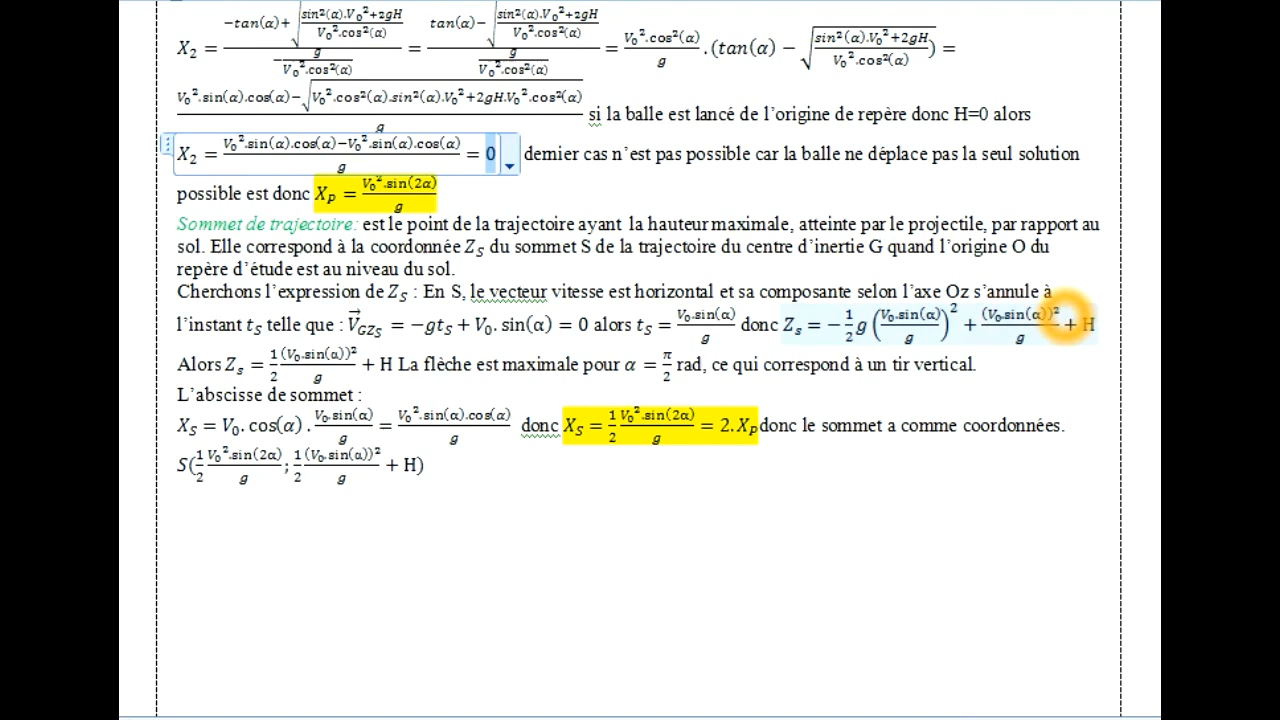 X₂ = (-tan(α)+√((sin²(α).V₀²+2gH)/(V₀².cos²(α))))/(-g/(V₀².cos²(α))) = (tan(α)-√((sin²(α).V₀²+2gH)/(V₀².cos²(α))))/(g/(V₀².cos²(α))) = (V₀².cos²(α))/g .(tan(α) - √((sin²(α).V₀²+2gH)/(V₀².cos²(α)))) =
(V₀².sin(α).cos(α)-√(V₀².cos²(α).sin²(α).V₀²+2gH.V₀².cos²(α)))/g si la balle est lancé de l'origine de repère donc H=0 alors
X₂ = (V₀².sin(α).cos(α)-V₀².sin(α).cos(α))/g = 0 dernier cas n'est pas possible car la balle ne déplace pas la seul solution
possible est donc X_P = (V₀².sin(2α))/g
Sommet de trajectoire: est le point de la trajectoire ayant la hauteur maximale, atteinte par le projectile, par rapport au
sol. Elle correspond à la coordonnée Z_S du sommet S de la trajectoire du centre d'inertie G quand l'origine O du
repère d'étude est au niveau du sol.
Cherchons l'expression de Z_S : En S, le vecteur vitesse est horizontal et sa composante selon l'axe Oz s'annule à
l'instant t_S telle que : V⃗_GZS = -gt_S + V₀. sin(α) = 0 alors t_S = (V₀.sin(α))/g donc Z_s = -1/2 g ((V₀.sin(α))/g)² + ((V₀.sin(α))²)/g + H
Alors Z_s = 1/2 ((V₀.sin(α))²)/g + H La flèche est maximale pour α = π/2 rad, ce qui correspond à un tir vertical.
L'abscisse de sommet :
X_S = V₀. cos(α) . (V₀.sin(α))/g = (V₀².sin(α).cos(α))/g donc X_S = 1/2 (V₀².sin(2α))/g = 2. X_P donc le sommet a comme coordonnées.
S(1/2 (V₀².sin(2α))/g ; 1/2 ((V₀.sin(α))²)/g + H)